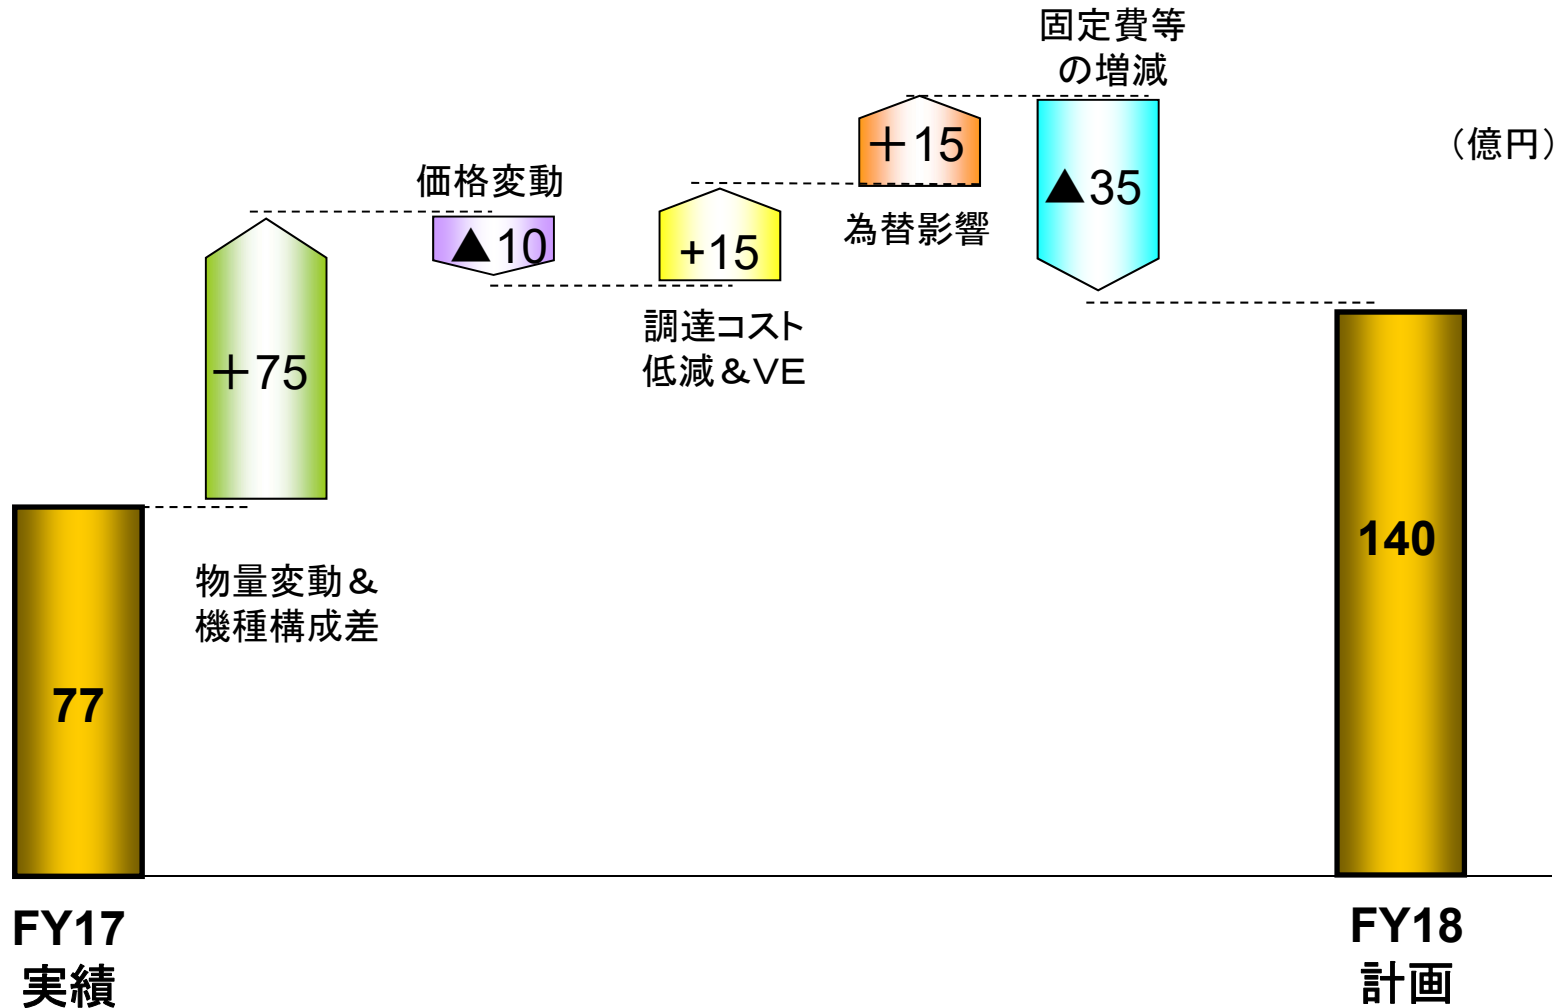 固定費等
の増減
（億円）
＋15
価格変動
▲35
▲10
+15
為替影響
調達コスト
低減＆VE
＋75
140
物量変動＆
機種構成差
77
FY17
実績
FY18
計画